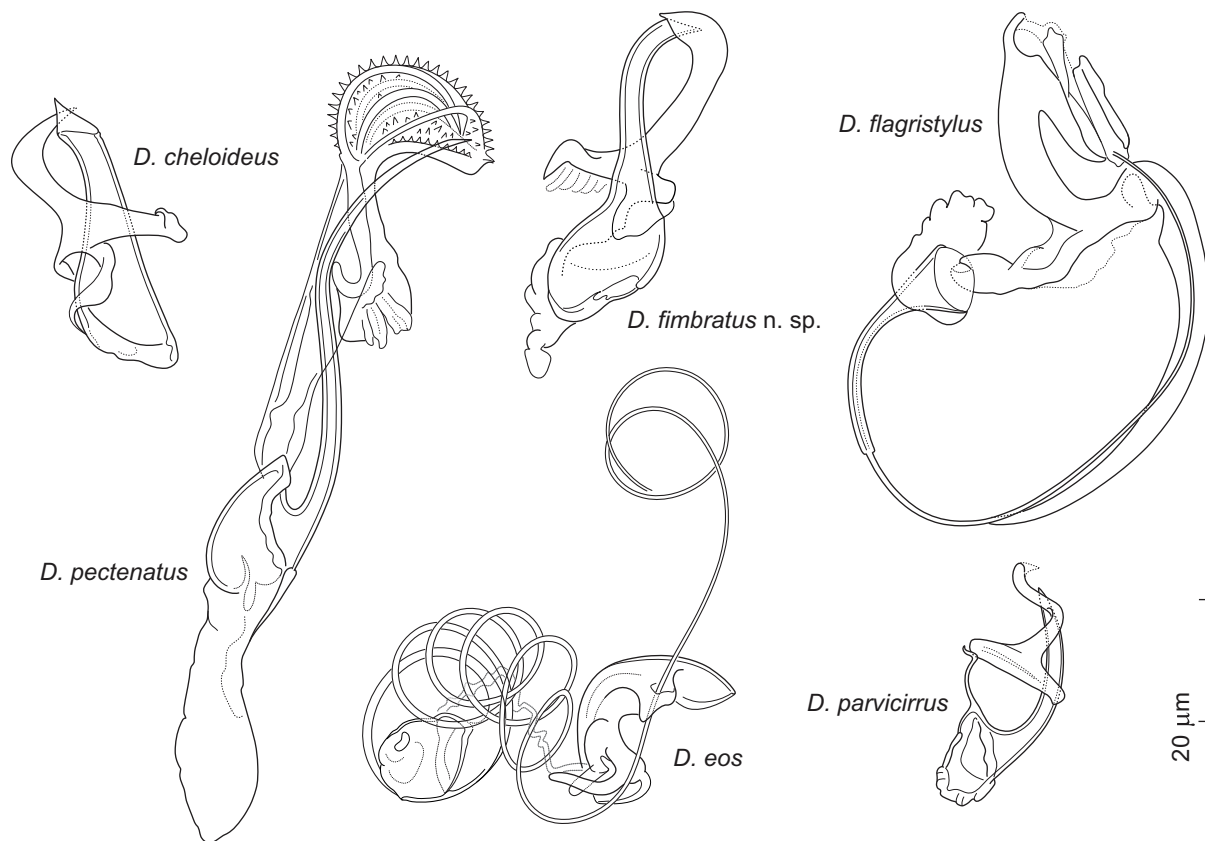 D. cheloideus
D. flagristylus
D. fimbratus n. sp.
D. pectenatus
D. eos
D. parvicirrus
20 μm